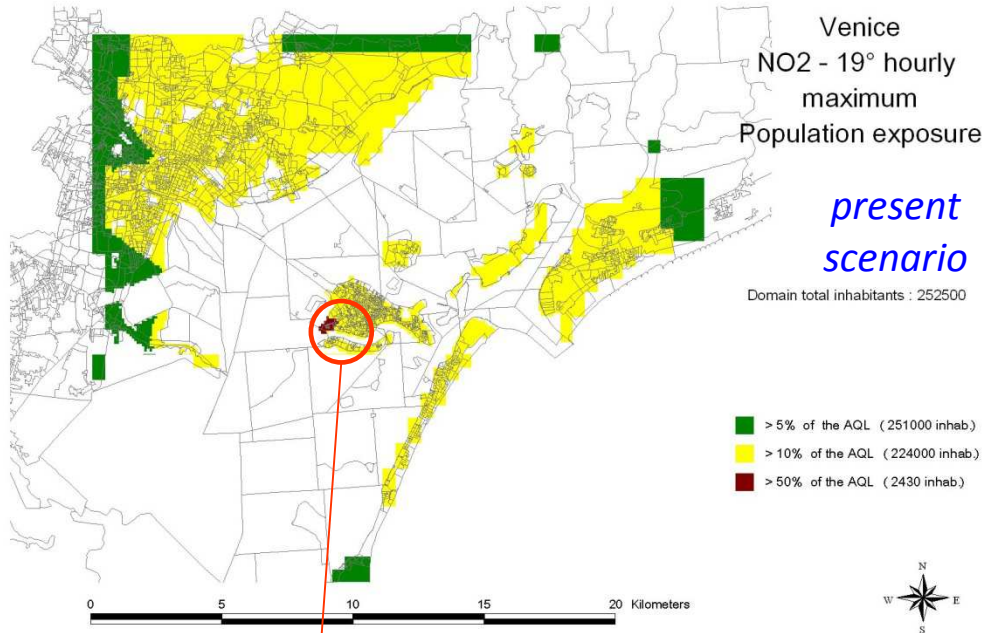 Venice
NO2 - 19° hourly
maximum
Population exposure
present
scenario
Domain total inhabitants : 252500
> 5% of the AQL ( 251000 inhab.)
> 10% of the AQL ( 224000 inhab.)
> 50% of the AQL ( 2430 inhab.)
0 5 10 15 20 Kilometers
N
W E
S